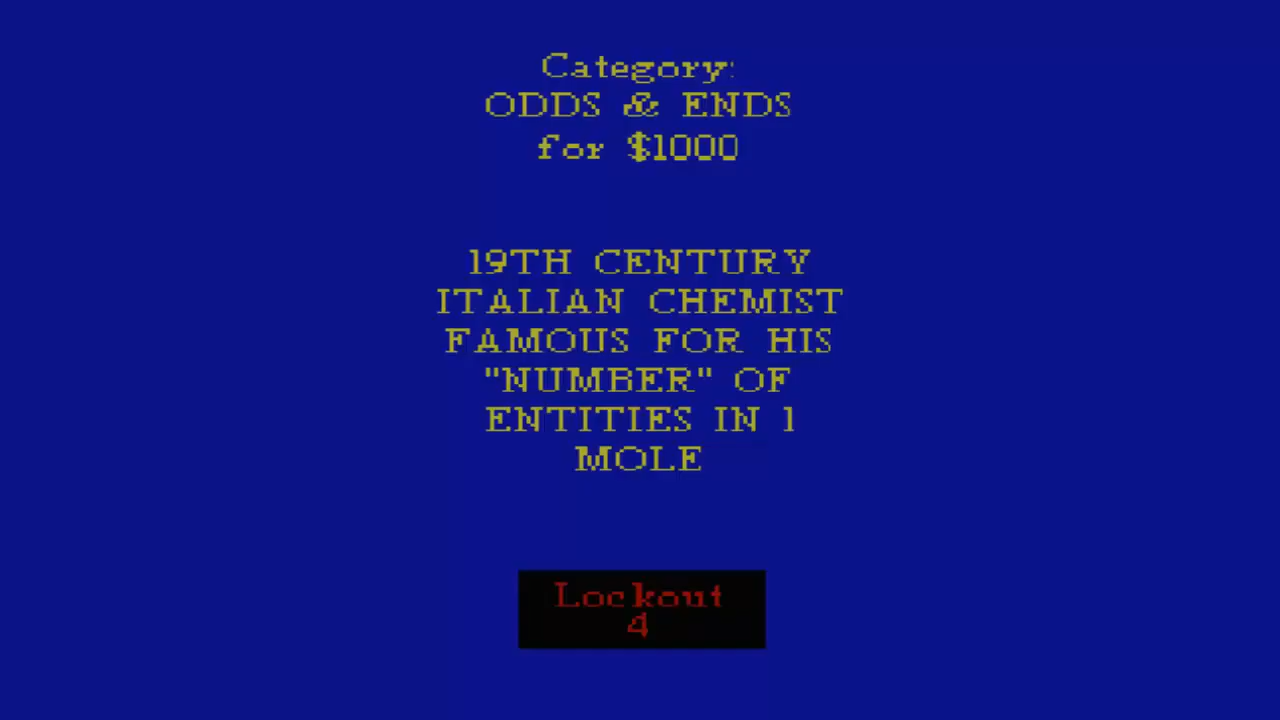 Category:
ODDS & ENDS
for $1000
19TH CENTURY
ITALIAN CHEMIST
FAMOUS FOR HIS
"NUMBER" OF
ENTITIES IN 1
MOLE
Lockout
4